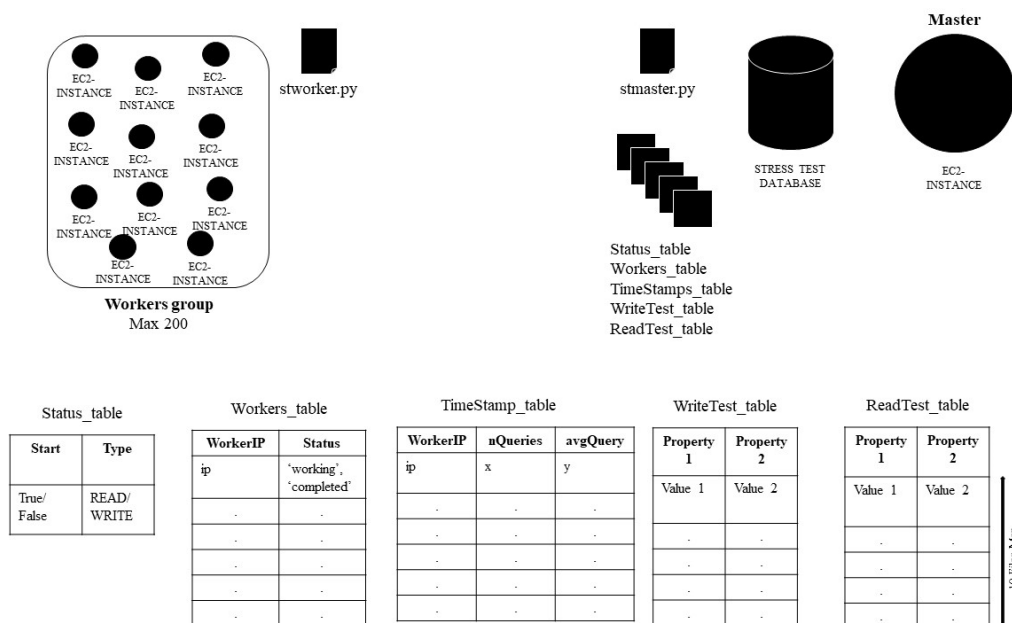 Master
EC2-
INSTANCE
EC2-
INSTANCE
EC2-
INSTANCE
EC2-
INSTANCE
EC2-
INSTANCE
EC2-
INSTANCE
EC2-
INSTANCE
EC2-
INSTANCE
EC2-
INSTANCE
EC2-
INSTANCE
EC2-
INSTANCE
Workers group
Max 200
stworker.py
stmaster.py
STRESS TEST
DATABASE
EC2-
INSTANCE
Status_table
Workers_table
TimeStamps_table
WriteTest_table
ReadTest_table
Status_table
Start Type
True/ READ/
False WRITE
Workers_table
WorkerIP Status
ip 'working',
'completed'
TimeStamp_table
WorkerIP nQueries avgQuery
ip x y
WriteTest_table
Property Property
1 2
Value 1 Value 2
ReadTest_table
Property Property
1 2
Value 1 Value 2